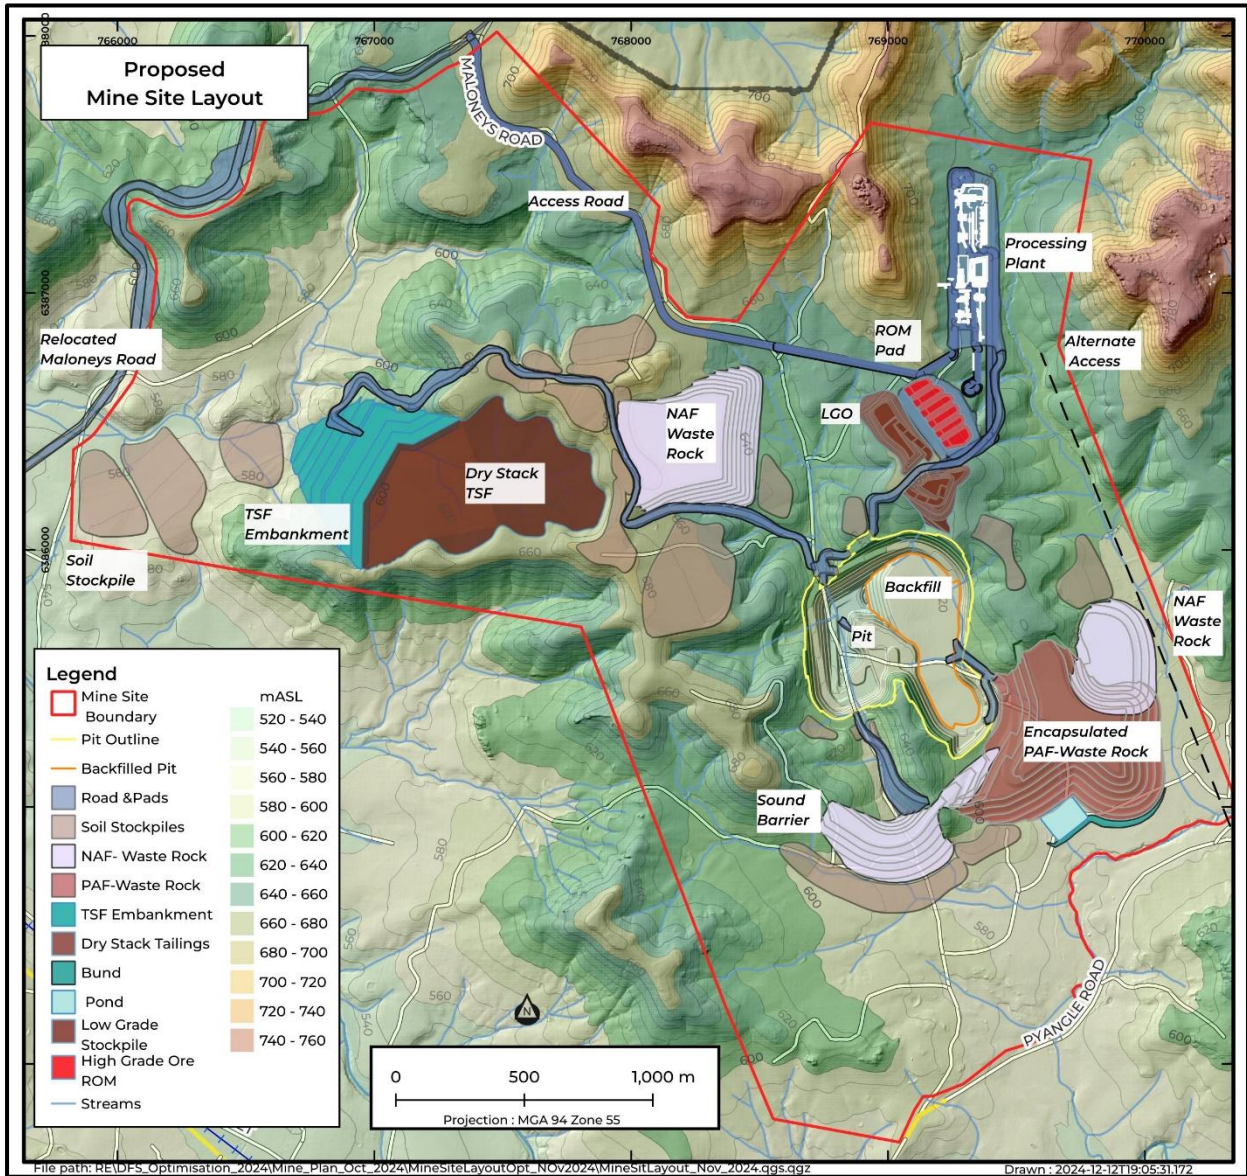 766000
767000
768000
769000
770000
88000
6387000
6386000
Proposed
Mine Site Layout
MALONEYS ROAD
Access Road
Processing
Plant
ROM
Pad
Alternate
Access
Relocated
Maloneys Road
LGO
NAF
Waste
Rock
Dry Stack
TSF
TSF
Embankment
Soil
Stockpile
Backfill
Pit
NAF
Waste
Rock
Encapsulated
PAF-Waste Rock
Sound
Barrier
PYANGLE ROAD
Legend
Mine Site
Boundary
Pit Outline
Backfilled Pit
Road &Pads
Soil Stockpiles
NAF- Waste Rock
PAF-Waste Rock
TSF Embankment
Dry Stack Tailings
Bund
Pond
Low Grade
Stockpile
High Grade Ore
ROM
Streams
mASL
520 - 540
540 - 560
560 - 580
580 - 600
600 - 620
620 - 640
640 - 660
660 - 680
680 - 700
700 - 720
720 - 740
740 - 760
N
0 500 1,000 m
Projection : MGA 94 Zone 55
File path: RE\DFS_Optimisation_2024\Mine_Plan_Oct_2024\MineSiteLayoutOpt_NOv2024\MineSitLayout_Nov_2024.qgs.qgz
Drawn : 2024-12-12T19:05:31.172